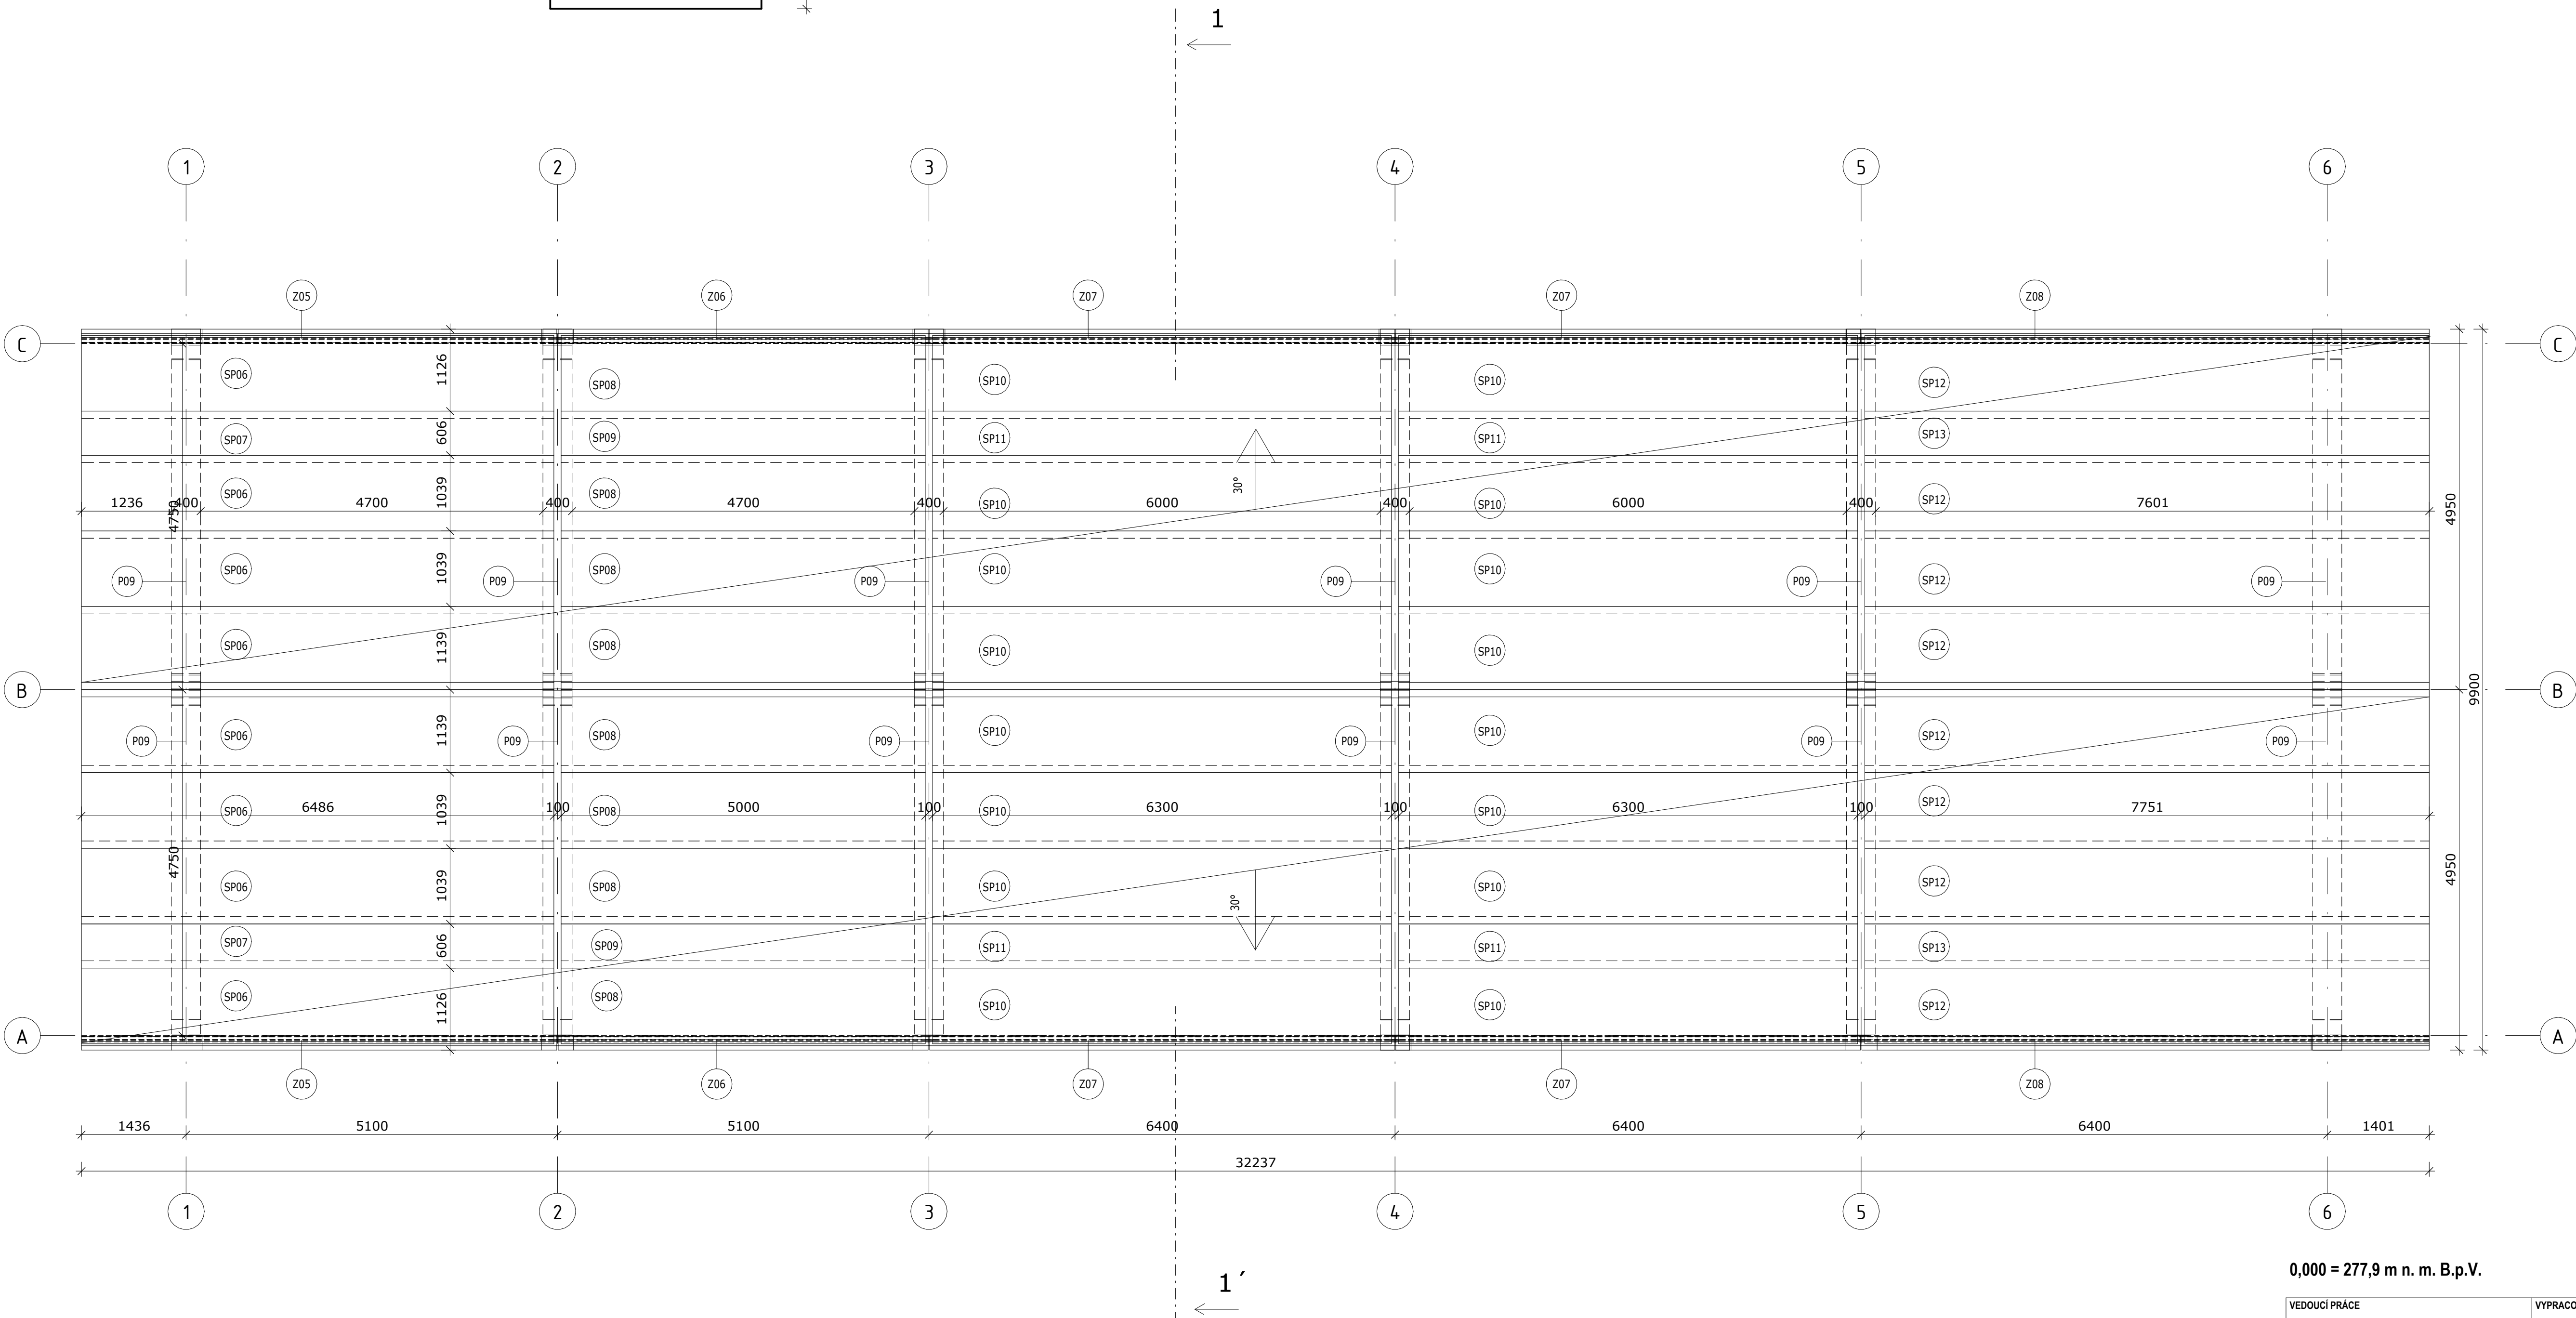 1
1 2 3 4 5 6
Z05 Z06 Z07 Z07 Z08
C C
SP06 1126 SP08 SP10 SP10 SP12
SP07 606 SP09 SP11 SP11 SP13
30°
SP06 1039 SP08 SP10 SP10 SP12
1236 400 4700 400 4700 400 6000 400 6000 400 7601
4750 4950
P09 SP06 1039 P09 SP08 P09 SP10 P09 SP10 P09 SP12 P09
SP06 1139 SP08 SP10 SP10 SP12
B 9900 B
P09 SP06 1139 P09 SP08 P09 SP10 P09 SP10 P09 SP12 P09
SP06 1039 SP08 SP10 SP10 SP12
6486 100 5000 100 6300 100 6300 100 7751
4750 4950
SP06 1039 SP08 SP10 SP10 SP12
30°
SP07 606 SP09 SP11 SP11 SP13
SP06 1126 SP08 SP10 SP10 SP12
A A
Z05 Z06 Z07 Z07 Z08
1436 5100 5100 6400 6400 6400 1401
32237
1 2 3 4 5 6
1´
0,000 = 277,9 m n. m. B.p.V.
VEDOUCÍ PRÁCE VYPRACO